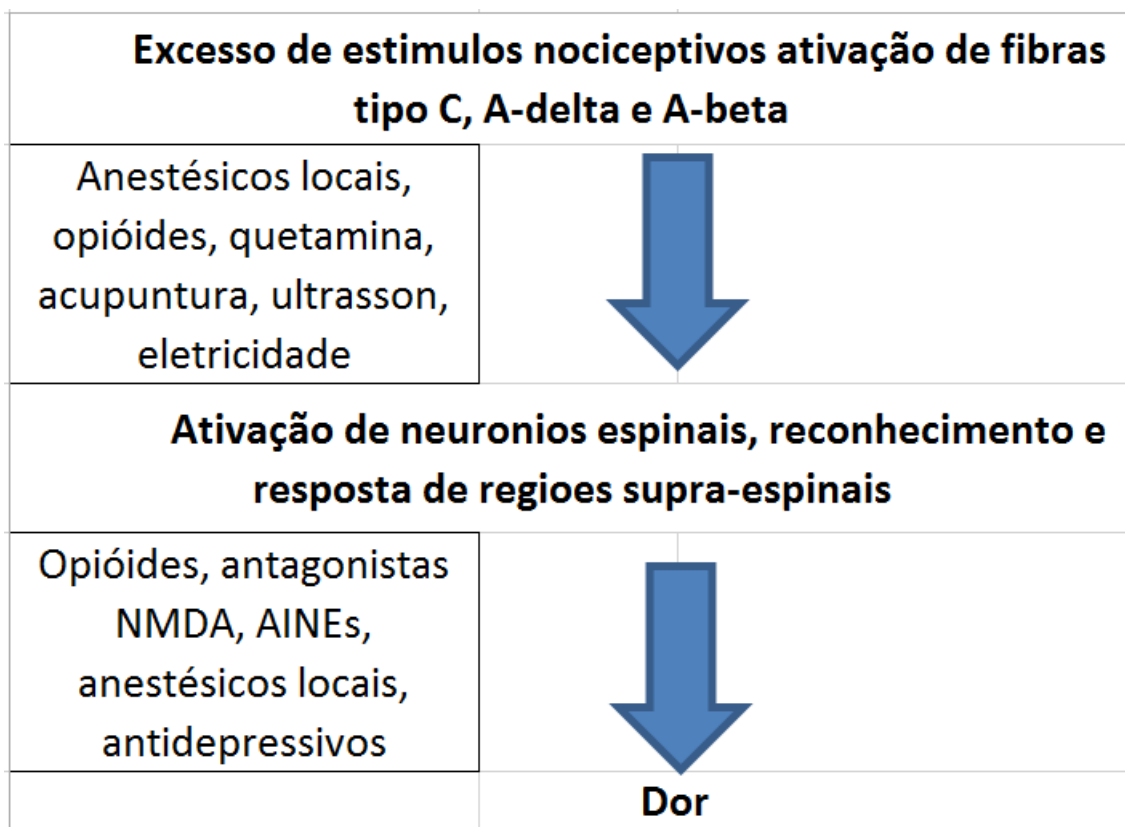 Excesso de estimulos nociceptivos ativação de fibras
tipo C, A-delta e A-beta
Anestésicos locais,
opióides, quetamina,
acupuntura, ultrasson,
eletricidade
Ativação de neuronios espinais, reconhecimento e
resposta de regioes supra-espinais
Opióides, antagonistas
NMDA, AINEs,
anestésicos locais,
antidepressivos
Dor